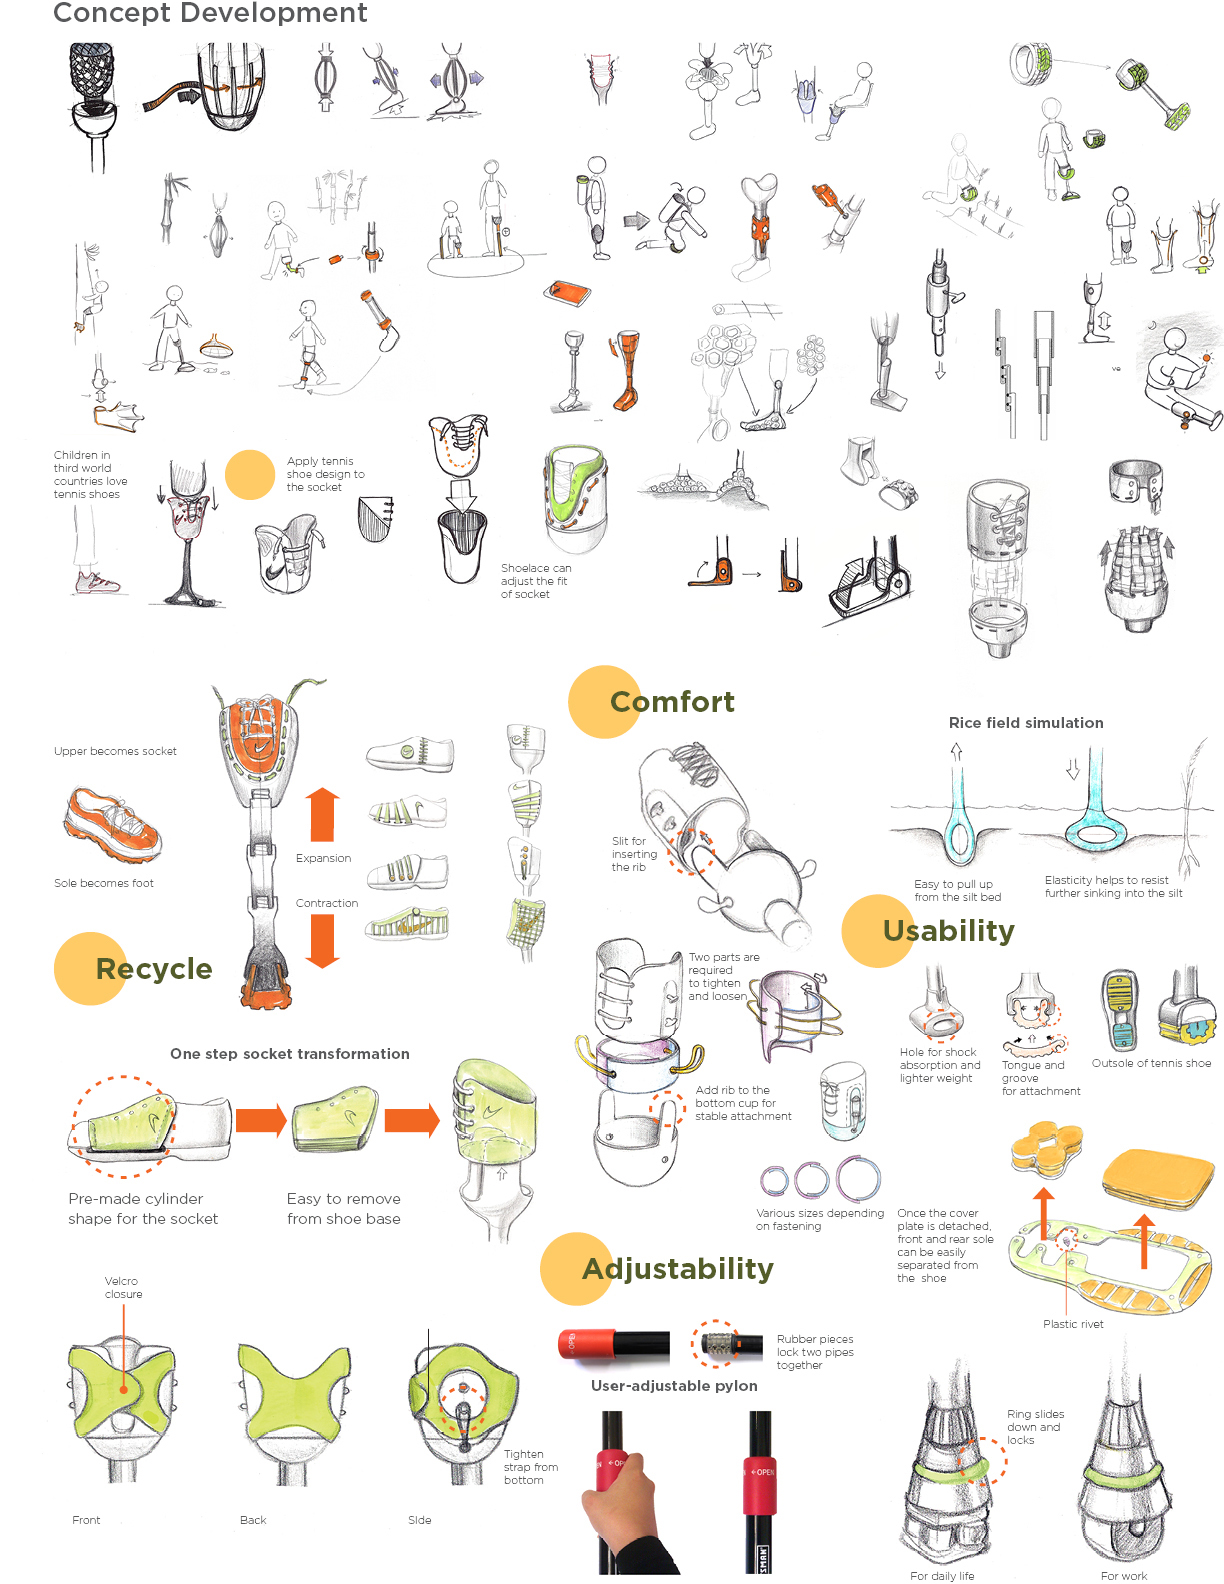 Concept Development
Children in
third world
countries love
tennis shoes
Apply tennis
shoe design to
the socket
Shoelace can
adjust the fit
of socket
vs
Upper becomes socket
Sole becomes foot
Expansion
Contraction
Recycle
Comfort
Slit for
inserting
the rib
Two parts are
required
to tighten
and loosen
Add rib to the
bottom cup for
stable attachment
Various sizes depending
on fastening
Rice field simulation
Easy to pull up
from the silt bed
Elasticity helps to resist
further sinking into the silt
Usability
Hole for shock
absorption and
lighter weight
Tongue and
groove
for attachment
Outsole of tennis shoe
Once the cover
plate is detached,
front and rear sole
can be easily
separated from
the shoe
Plastic rivet
One step socket transformation
Pre-made cylinder
shape for the socket
Easy to remove
from shoe base
Velcro
closure
Tighten
strap from
bottom
Front
Back
SIde
Adjustability
OPEN
Rubber pieces
lock two pipes
together
User-adjustable pylon
←OPEN
←OPEN
SMAN
Ring slides
down and
locks
For daily life
For work